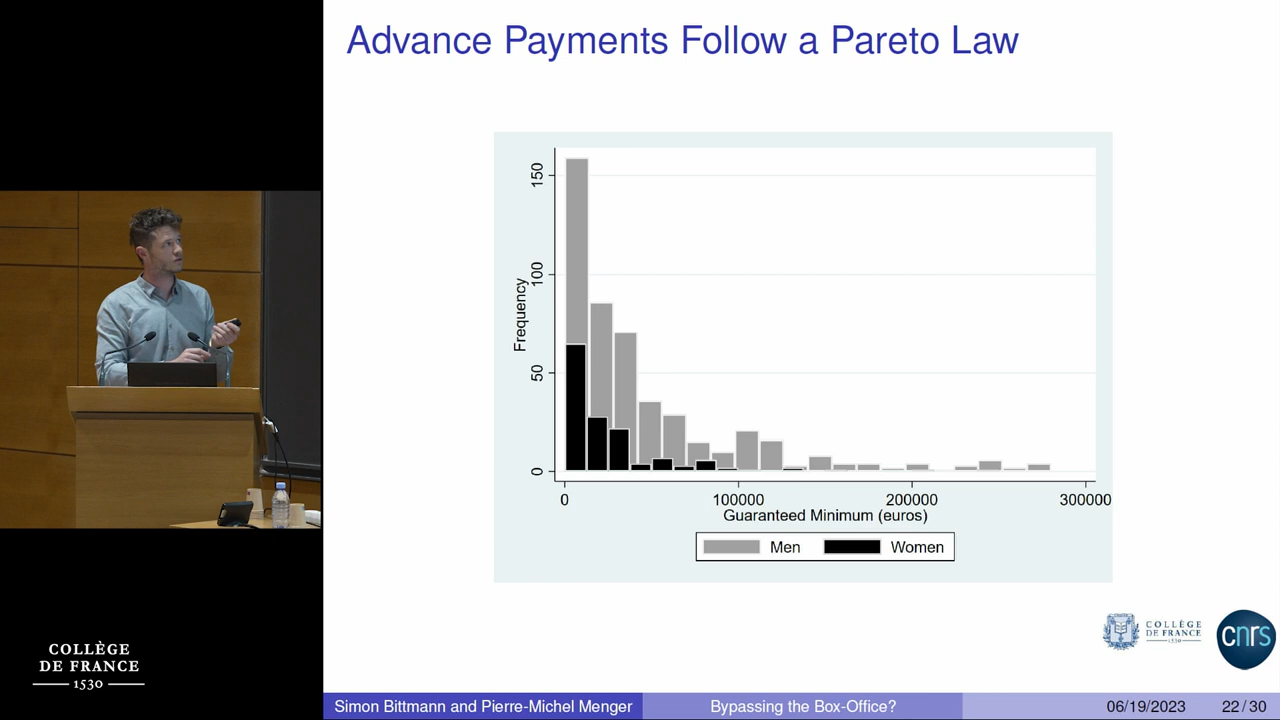 Advance Payments Follow a Pareto Law
150
100
50
0
Frequency
0 100000 200000 300000
Guaranteed Minimum (euros)
Men Women
COLLÈGE
DE FRANCE
1530
cnrs
COLLÈGE
DE FRANCE
1530
Simon Bittmann and Pierre-Michel Menger Bypassing the Box-Office? 06/19/2023 22/30